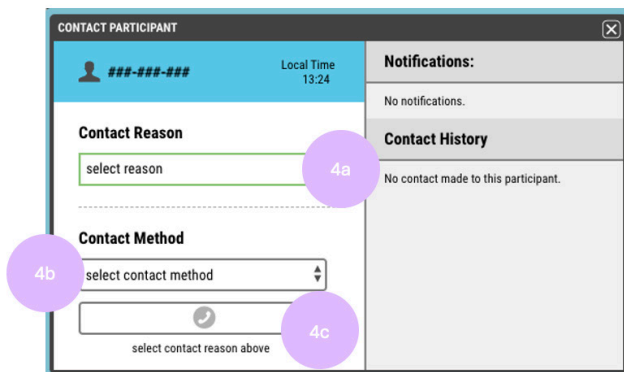 CONTACT PARTICIPANT
###-###-###
Local Time
13:24
Contact Reason
select reason
4a
Contact Method
4b
select contact method
4c
select contact reason above
Notifications:
No notifications.
Contact History
No contact made to this participant.